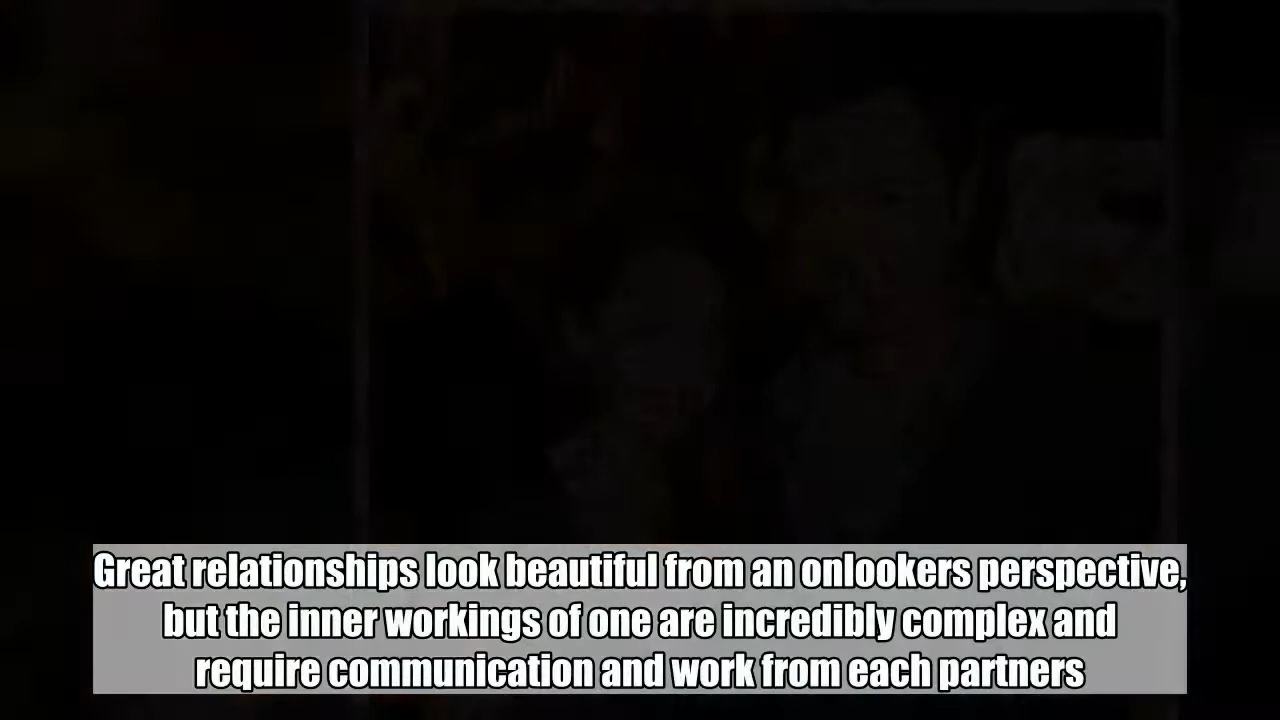 Great relationships look beautiful from an onlookers perspective,
but the inner workings of one are incredibly complex and
require communication and work from each partners